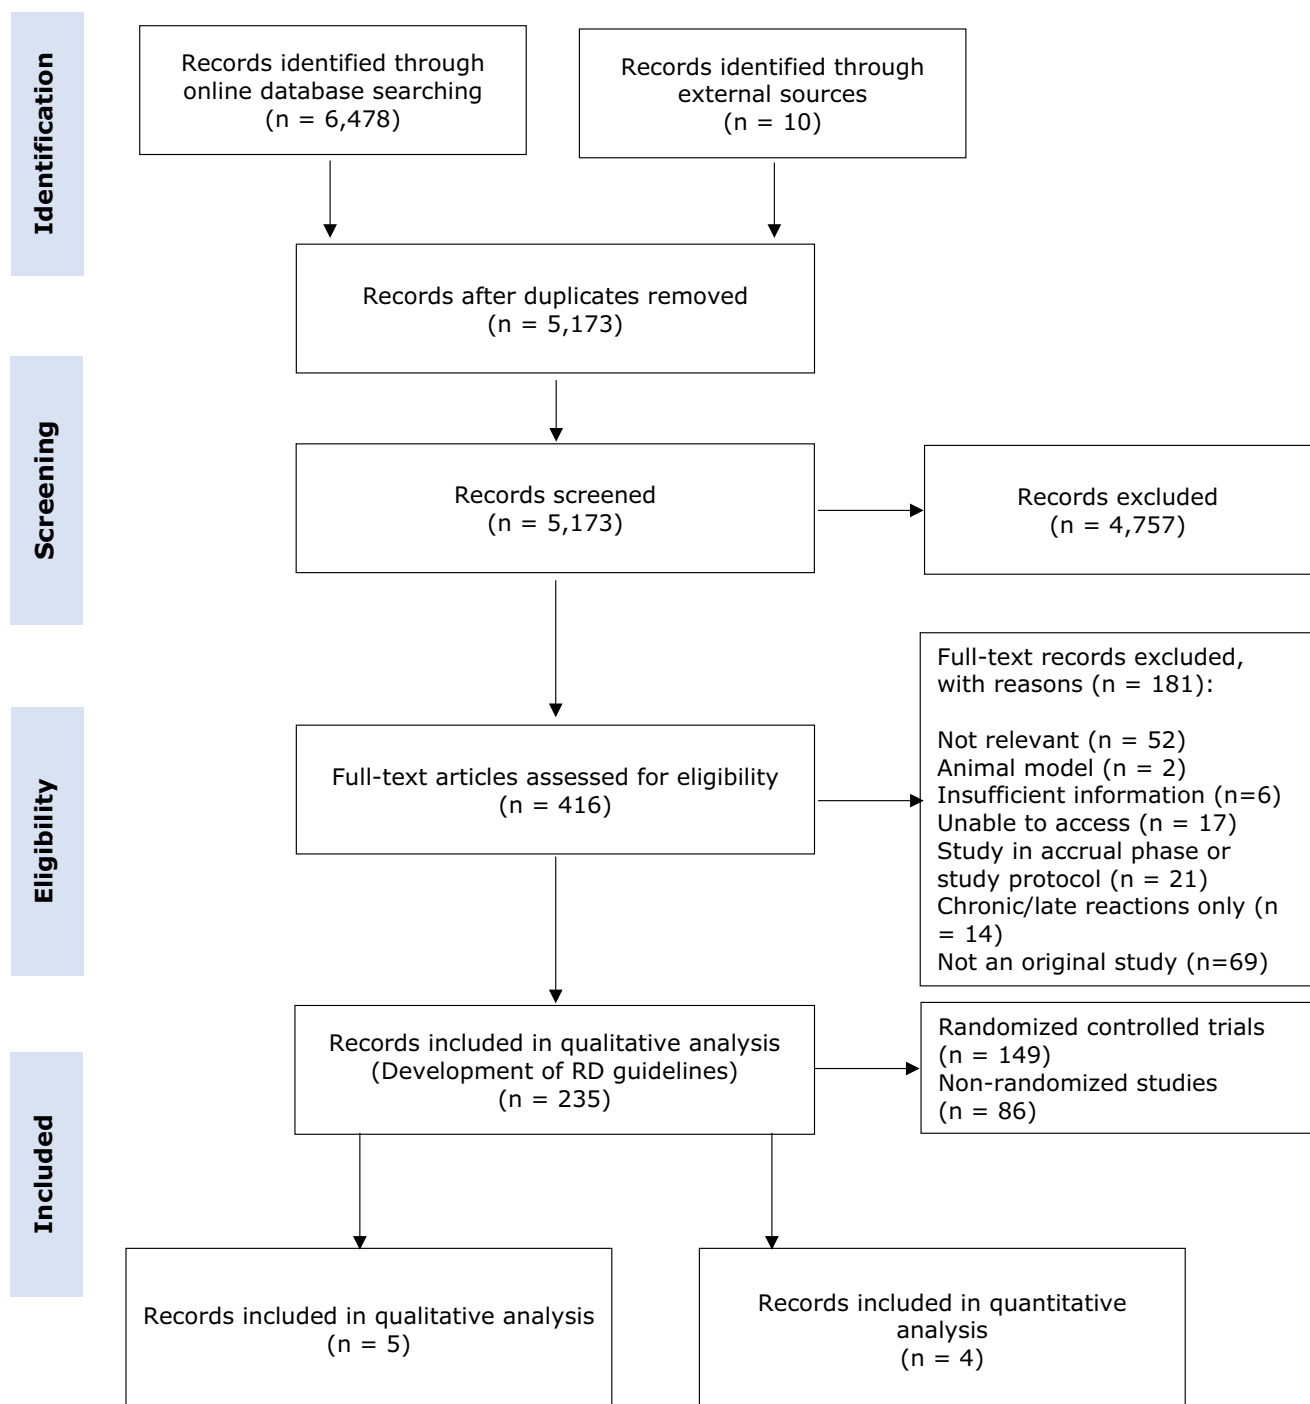 Identification
Records identified through
online database searching
(n = 6,478)
Records identified through
external sources
(n = 10)
Records after duplicates removed
(n = 5,173)
Screening
Records screened
(n = 5,173)
Records excluded
(n = 4,757)
Eligibility
Full-text articles assessed for eligibility
(n = 416)
Full-text records excluded,
with reasons (n = 181):
Not relevant (n = 52)
Animal model (n = 2)
Insufficient information (n=6)
Unable to access (n = 17)
Study in accrual phase or
study protocol (n = 21)
Chronic/late reactions only (n
= 14)
Not an original study (n=69)
Included
Records included in qualitative analysis
(Development of RD guidelines)
(n = 235)
Randomized controlled trials
(n = 149)
Non-randomized studies
(n = 86)
Records included in qualitative analysis
(n = 5)
Records included in quantitative
analysis
(n = 4)